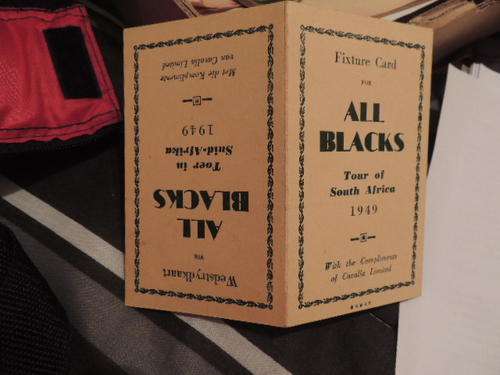 Fixture Card
FOR
ALL
BLACKS
Tour of
South Africa
1949
With the Compliments
of Cavalla Limited
Wedstrydkaart
VIR
ALL
BLACKS
Toer in
Suid-Afrika
1949
Met die Komplimente
van Cavalla Limited